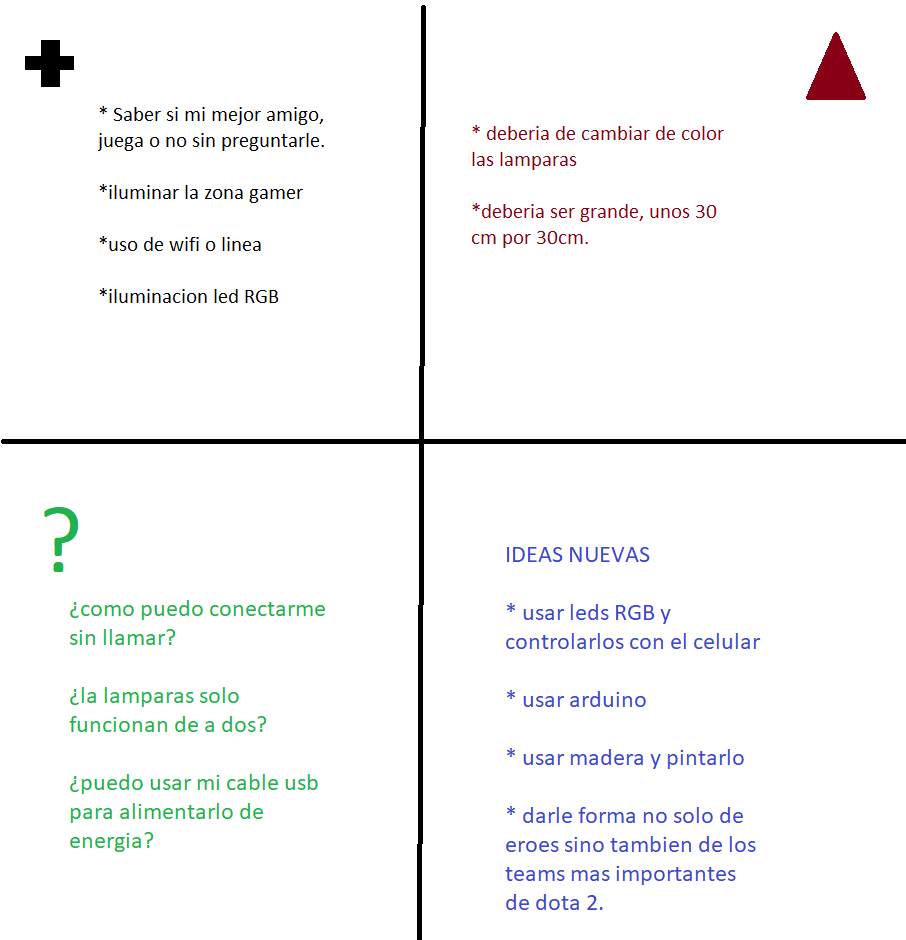 * Saber si mi mejor amigo,
juega o no sin preguntarle.
*iluminar la zona gamer
*uso de wifi o linea
*iluminacion led RGB
* deberia de cambiar de color
las lamparas
*deberia ser grande, unos 30
cm por 30cm.
?
¿como puedo conectarme
sin llamar?
¿la lamparas solo
funcionan de a dos?
¿puedo usar mi cable usb
para alimentarlo de
energia?
IDEAS NUEVAS
* usar leds RGB y
controlarlos con el celular
* usar arduino
* usar madera y pintarlo
* darle forma no solo de
eroes sino tambien de los
teams mas importantes
de dota 2.